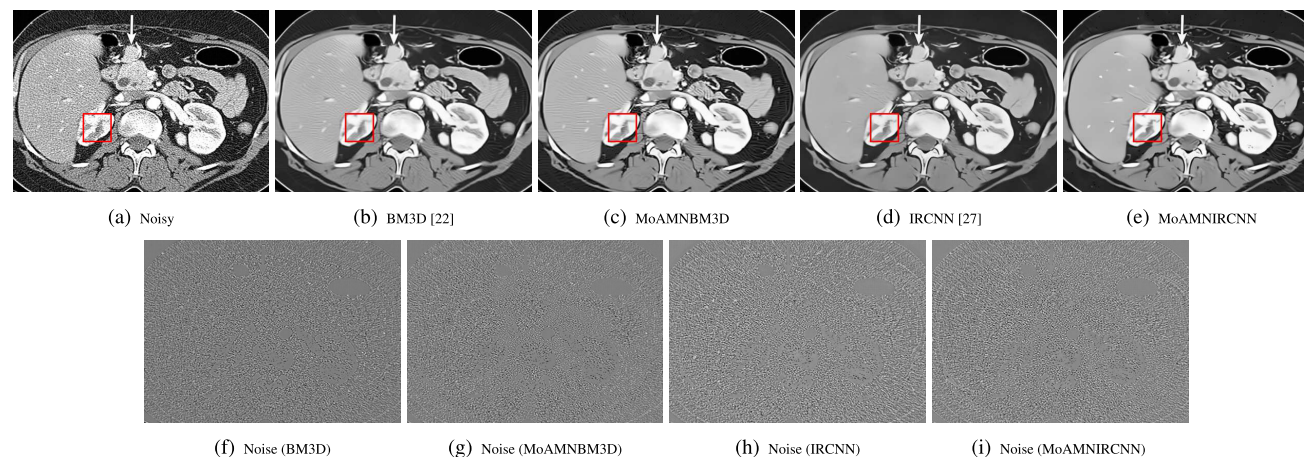 (a) Noisy
(b) BM3D [22]
(c) MoAMNBM3D
(d) IRCNN [27]
(e) MoAMNIRCNN
(f) Noise (BM3D)
(g) Noise (MoAMNBM3D)
(h) Noise (IRCNN)
(i) Noise (MoAMNIRCNN)